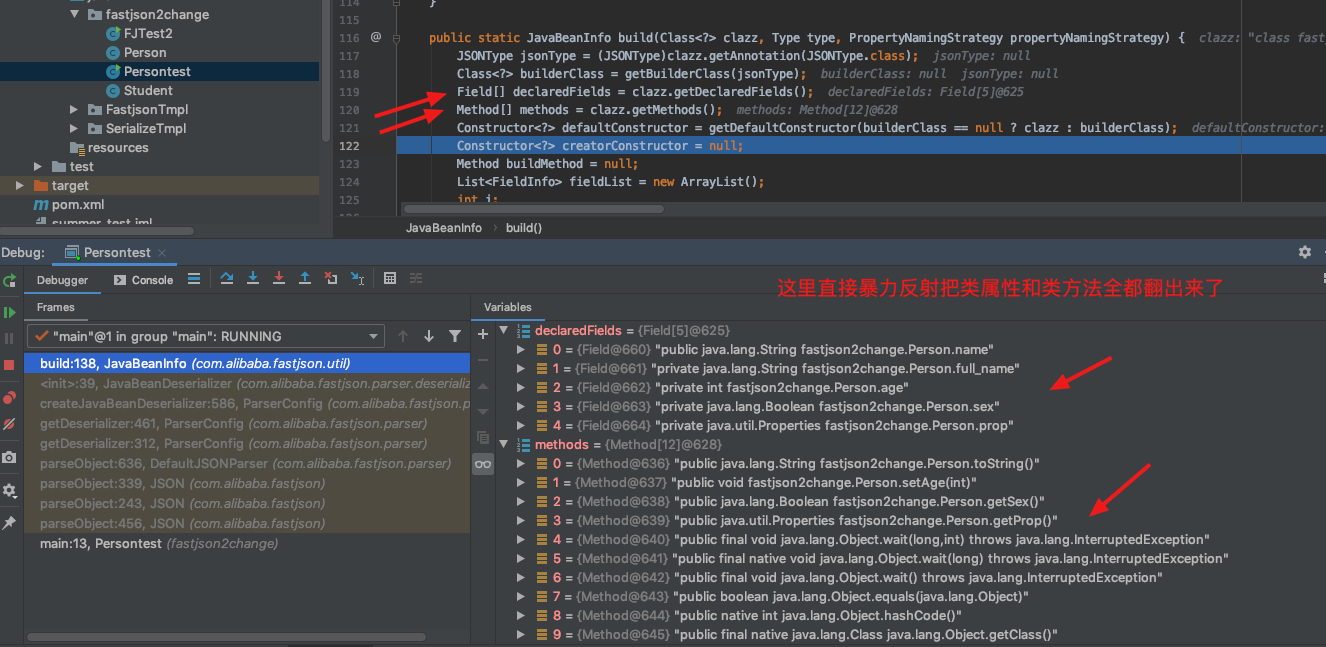 fastjson2change
FJTest2
Person
Persontest
Student
FastjsonTmpl
SerializeTmpl
resources
test
target
pom.xml
summer_test.iml
114 }
115
116 @ public static JavaBeanInfo build(Class<?> clazz, Type type, PropertyNamingStrategy propertyNamingStrategy) { clazz: "class fast
117 JSONType jsonType = (JSONType)clazz.getAnnotation(JSONType.class); jsonType: null
118 Class<?> builderClass = getBuilderClass(jsonType); builderClass: null jsonType: null
119 Field[] declaredFields = clazz.getDeclaredFields(); declaredFields: Field[5]@625
120 Method[] methods = clazz.getMethods(); methods: Method[12]@628
121 Constructor<?> defaultConstructor = getDefaultConstructor(builderClass == null ? clazz : builderClass); defaultConstructor:
122 Constructor<?> creatorConstructor = null;
123 Method buildMethod = null;
124 List<FieldInfo> fieldList = new ArrayList();
125 int i;
JavaBeanInfo › build()
Debug: Persontest ×
Debugger Console
这里直接暴力反射把类属性和类方法全都翻出来了
Frames
"main"@1 in group "main": RUNNING
build:138, JavaBeanInfo (com.alibaba.fastjson.util)
<init>:39, JavaBeanDeserializer (com.alibaba.fastjson.parser.deserializ
createJavaBeanDeserializer:586, ParserConfig (com.alibaba.fastjson.p
getDeserializer:461, ParserConfig (com.alibaba.fastjson.parser)
getDeserializer:312, ParserConfig (com.alibaba.fastjson.parser)
parseObject:636, DefaultJSONParser (com.alibaba.fastjson.parser)
parseObject:339, JSON (com.alibaba.fastjson)
parseObject:243, JSON (com.alibaba.fastjson)
parseObject:456, JSON (com.alibaba.fastjson)
main:13, Persontest (fastjson2change)
Variables
declaredFields = {Field[5]@625}
0 = {Field@660} "public java.lang.String fastjson2change.Person.name"
1 = {Field@661} "private java.lang.String fastjson2change.Person.full_name"
2 = {Field@662} "private int fastjson2change.Person.age"
3 = {Field@663} "private java.lang.Boolean fastjson2change.Person.sex"
4 = {Field@664} "private java.util.Properties fastjson2change.Person.prop"
methods = {Method[12]@628}
0 = {Method@636} "public java.lang.String fastjson2change.Person.toString()"
1 = {Method@637} "public void fastjson2change.Person.setAge(int)"
2 = {Method@638} "public java.lang.Boolean fastjson2change.Person.getSex()"
3 = {Method@639} "public java.util.Properties fastjson2change.Person.getProp()"
4 = {Method@640} "public final void java.lang.Object.wait(long,int) throws java.lang.InterruptedException"
5 = {Method@641} "public final native void java.lang.Object.wait(long) throws java.lang.InterruptedException"
6 = {Method@642} "public final void java.lang.Object.wait() throws java.lang.InterruptedException"
7 = {Method@643} "public boolean java.lang.Object.equals(java.lang.Object)"
8 = {Method@644} "public native int java.lang.Object.hashCode()"
9 = {Method@645} "public final native java.lang.Class java.lang.Object.getClass()"